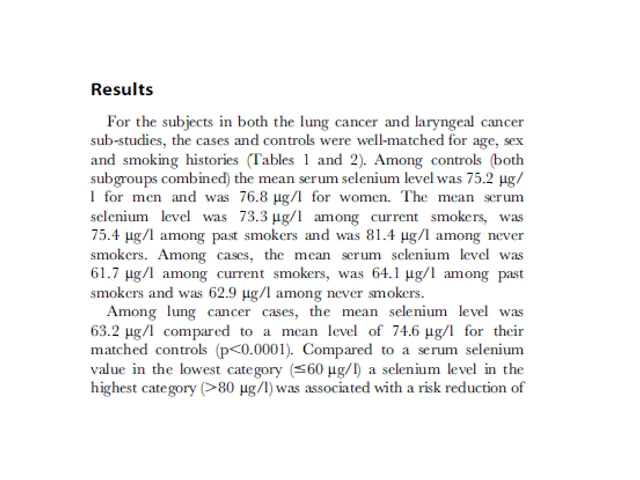 Results
For the subjects in both the lung cancer and laryngeal cancer
sub-studies, the cases and controls were well-matched for age, sex
and smoking histories (Tables 1 and 2). Among controls (both
subgroups combined) the mean serum selenium level was 75.2 μg/
l for men and was 76.8 μg/l for women. The mean serum
selenium level was 73.3 μg/l among current smokers, was
75.4 μg/l among past smokers and was 81.4 μg/l among never
smokers. Among cases, the mean serum selenium level was
61.7 μg/l among current smokers, was 64.1 μg/l among past
smokers and was 62.9 μg/l among never smokers.
Among lung cancer cases, the mean selenium level was
63.2 μg/l compared to a mean level of 74.6 μg/l for their
matched controls (p<0.0001). Compared to a serum selenium
value in the lowest category (≤60 μg/l) a selenium level in the
highest category (>80 μg/l) was associated with a risk reduction of